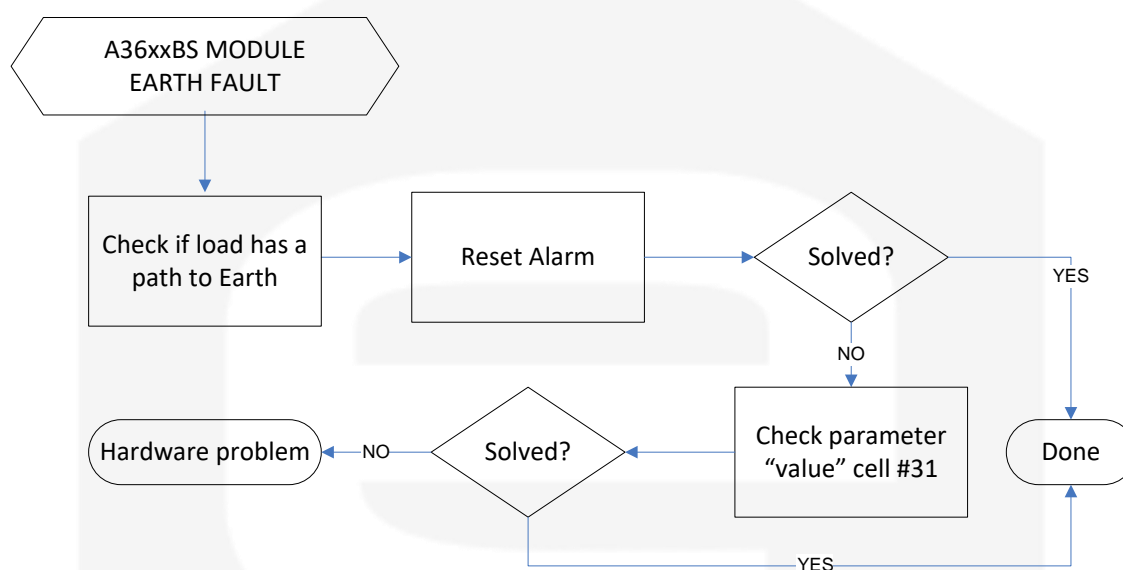 A36xxBS MODULE
EARTH FAULT
Check if load has a
path to Earth
Reset Alarm
Solved?
YES
NO
Check parameter
“value” cell #31
Solved?
NO
Hardware problem
Done
YES